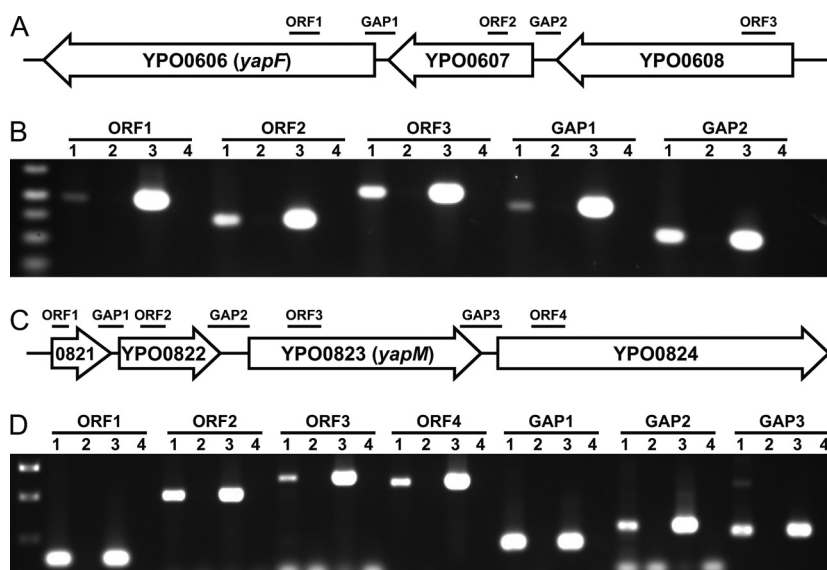 A
ORF1 GAP1 ORF2 GAP2 ORF3
YPO0606 (yapF) YPO0607 YPO0608
B
ORF1 ORF2 ORF3 GAP1 GAP2
1 2 3 4 1 2 3 4 1 2 3 4 1 2 3 4 1 2 3 4
C
ORF1 GAP1 ORF2 GAP2 ORF3 GAP3 ORF4
0821 YPO0822 YPO0823 (yapM) YPO0824
D
ORF1 ORF2 ORF3 ORF4 GAP1 GAP2 GAP3
1 2 3 4 1 2 3 4 1 2 3 4 1 2 3 4 1 2 3 4 1 2 3 4 1 2 3 4